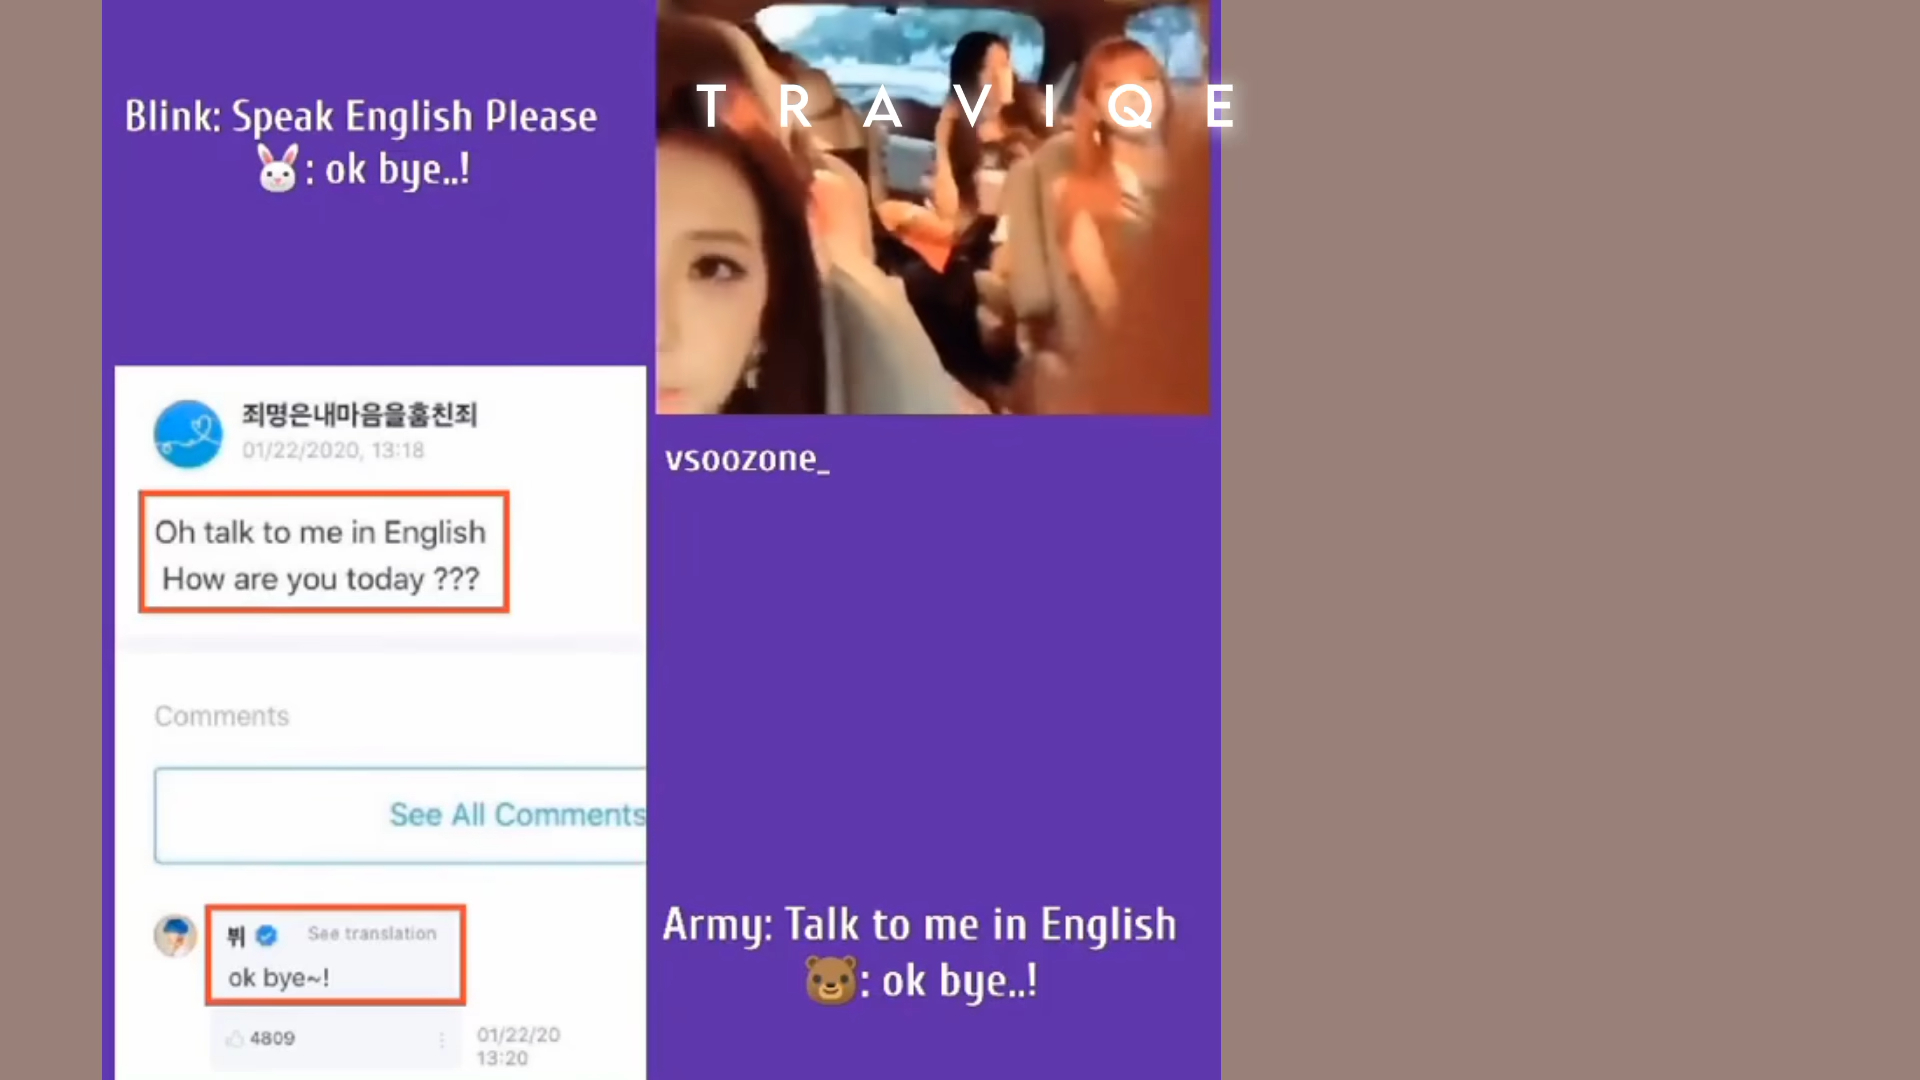 Blink: Speak English Please
🐰: ok bye..!
T R A V I Q E
죄명은내마음을훔친죄
01/22/2020, 13:18
Oh talk to me in English
How are you today ???
Comments
See All Comments
뷔 See translation
ok bye~!
4809
01/22/20
13:20
vsoozone_
Army: Talk to me in English
🐻: ok bye..!